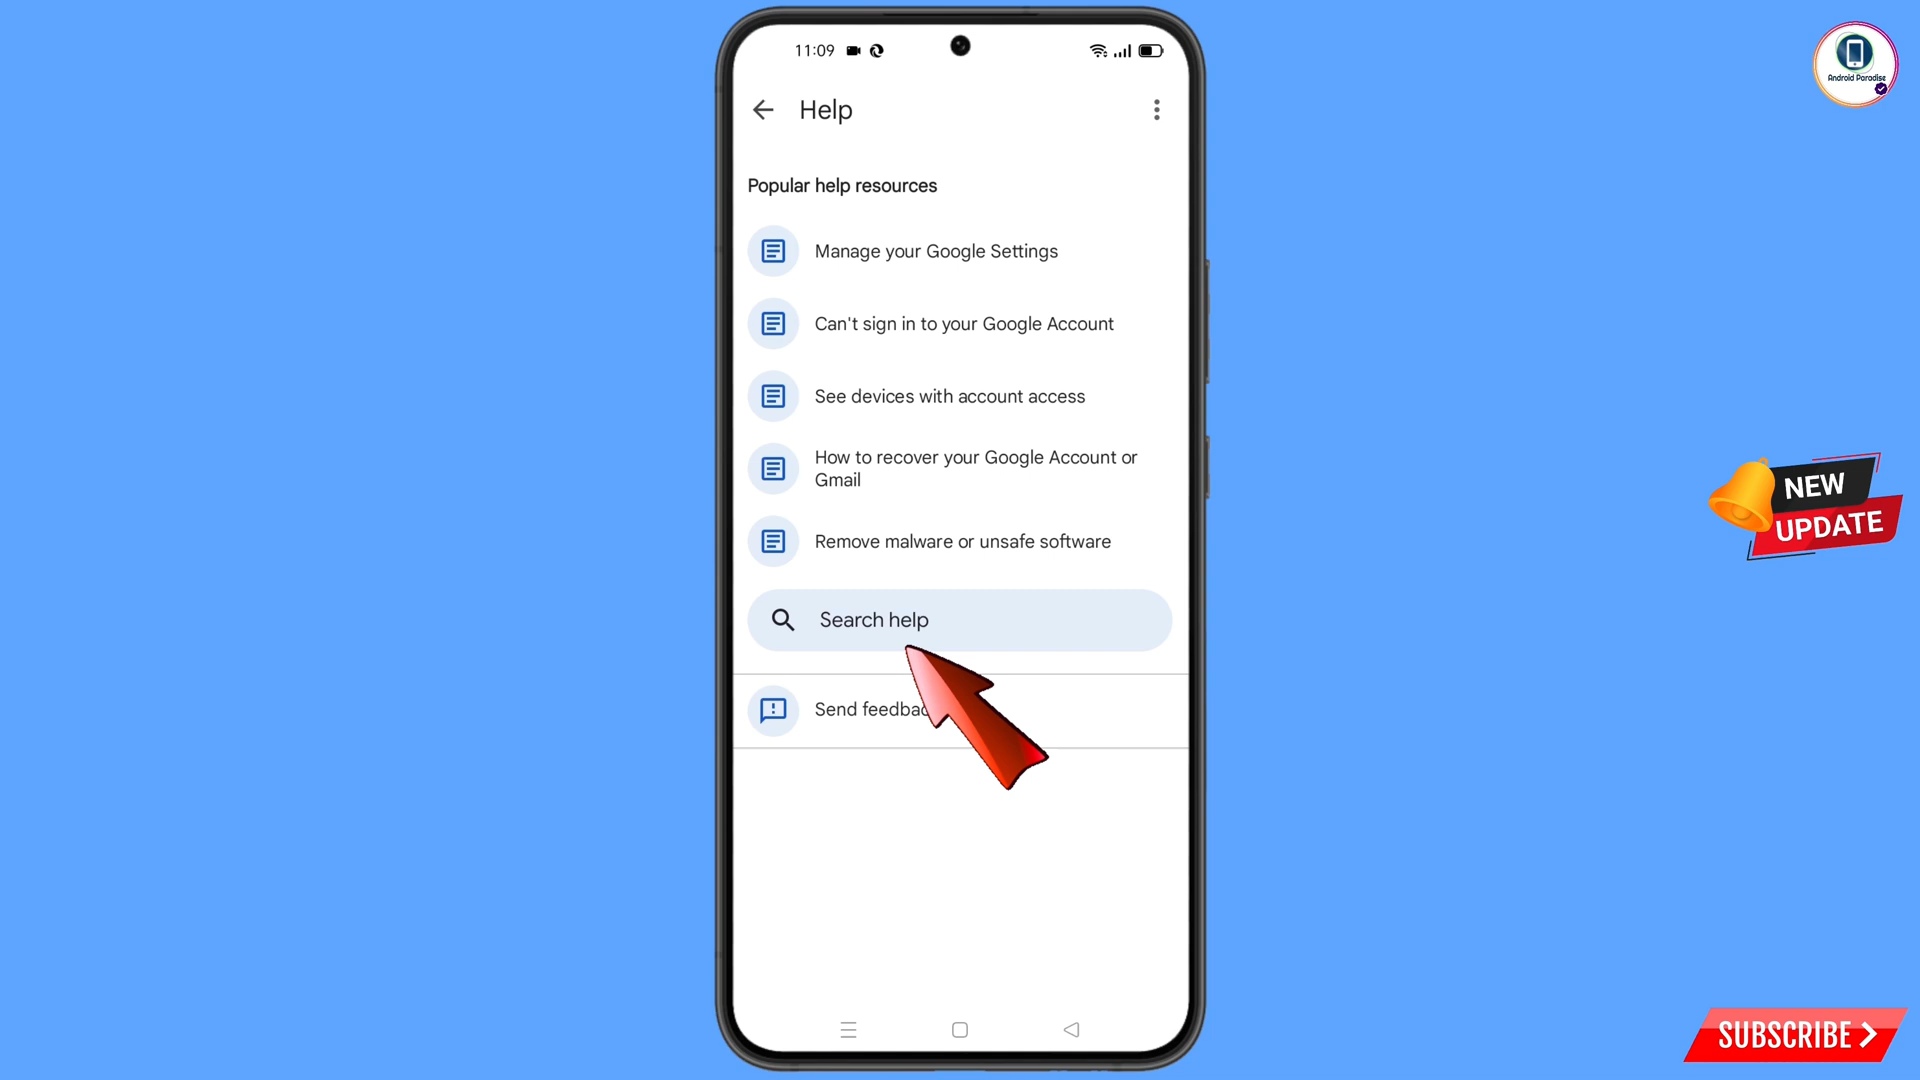 11:09
Android Paradise
Help
Popular help resources
Manage your Google Settings
Can't sign in to your Google Account
See devices with account access
How to recover your Google Account or
Gmail
NEW
UPDATE
Remove malware or unsafe software
Search help
Send feedbac
SUBSCRIBE